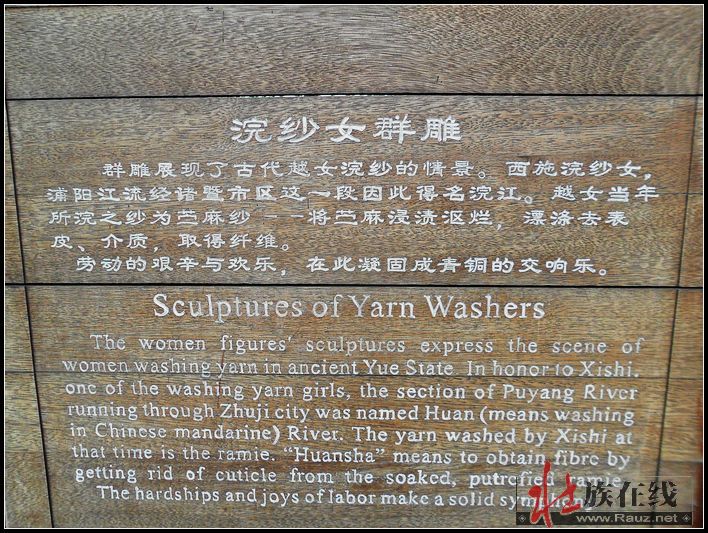 浣纱女群雕
群雕展现了古代越女浣纱的情景。西施浣纱女,
浦阳江流经诸暨市区这一段因此得名浣江。越女当年
所浣之纱为苎麻纱--将苎麻浸渍沤烂,漂涤去表
皮、介质,取得纤维。
劳动的艰辛与欢乐,在此凝固成青铜的交响乐。
Sculptures of Yarn Washers
The women figures' sculptures express the scene of
women washing yarn in ancient Yue State. In honor to Xishi,
one of the washing yarn girls, the section of Puyang River
running through Zhuji city was named Huan (means washing
in Chinese mandarine) River. The yarn washed by Xishi at
that time is the ramie. "Huansha" means to obtain fibre by
getting rid of cuticle from the soaked, putrefied
The hardships and joys of labor make a solid
壮族在线
www.Rauz.net